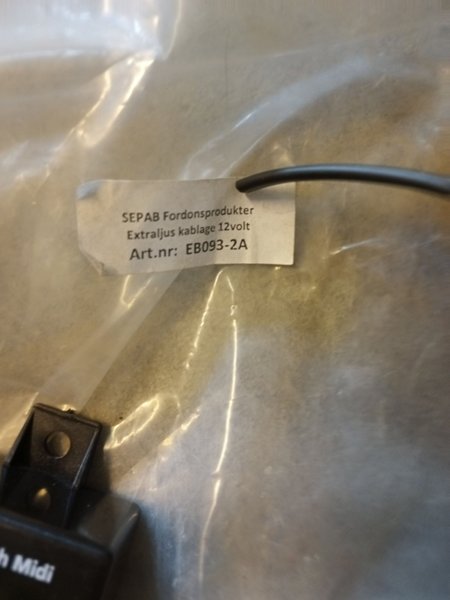 SEPAB Fordonsprodukter
Extraljus kablage 12volt
Art.nr: EB093-2A
h Midi